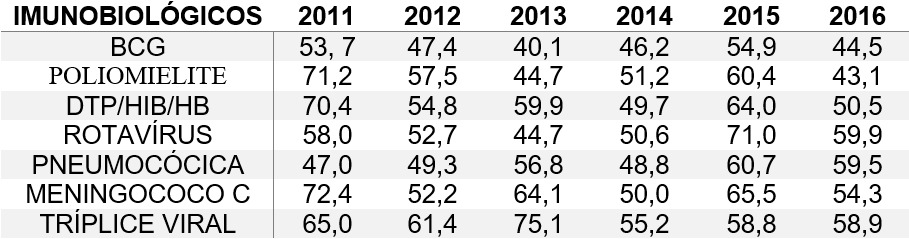 IMUNOBIOLÓGICOS 2011 2012 2013 2014 2015 2016
BCG 53, 7 47,4 40,1 46,2 54,9 44,5
POLIOMIELITE 71,2 57,5 44,7 51,2 60,4 43,1
DTP/HIB/HB 70,4 54,8 59,9 49,7 64,0 50,5
ROTAVÍRUS 58,0 52,7 44,7 50,6 71,0 59,9
PNEUMOCÓCICA 47,0 49,3 56,8 48,8 60,7 59,5
MENINGOCOCO C 72,4 52,2 64,1 50,0 65,5 54,3
TRÍPLICE VIRAL 65,0 61,4 75,1 55,2 58,8 58,9